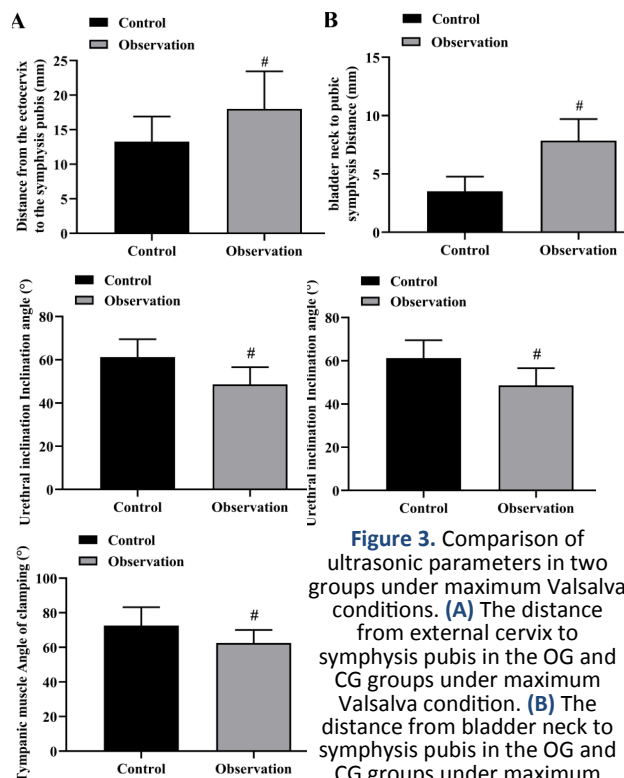 A
Control
Observation
Distance from the ectocervix
to the symphysis pubis (mm)
25
20
15
10
5
0
#
Control
Observation
B
Control
Observation
bladder neck to pubic
symphysis Distance (mm)
15
10
5
0
#
Control
Observation
Control
Observation
Urethral inclination Inclination angle (°)
80
60
40
20
0
#
Control
Observation
Control
Observation
Urethral inclination Inclination angle (°)
80
60
40
20
0
#
Control
Observation
Control
Observation
Tympanic muscle Angle of clamping (°)
100
80
60
40
20
0
#
Control
Observation
Figure 3. Comparison of
ultrasonic parameters in two
groups under maximum Valsalva
conditions. (A) The distance
from external cervix to
symphysis pubis in the OG and
CG groups under maximum
Valsalva condition. (B) The
distance from bladder neck to
symphysis pubis in the OG and
CG groups under maximum